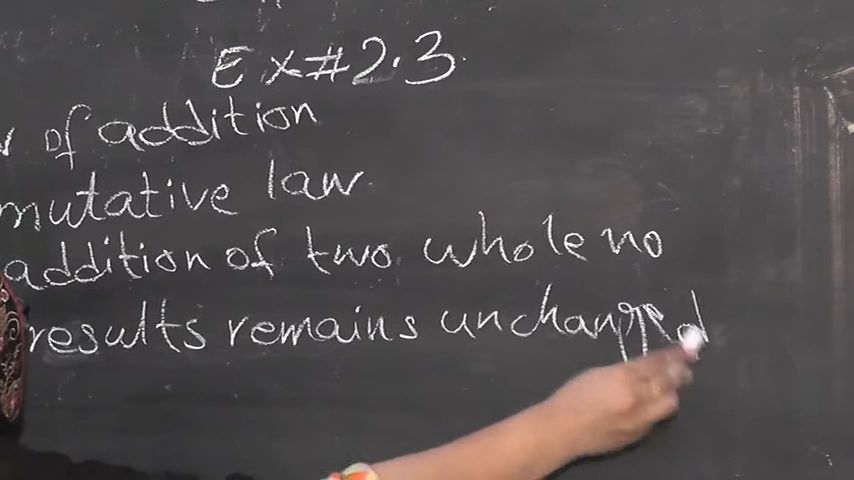 Ex#2.3
of addition
mutative law
addition of two whole no
results remains unchanged